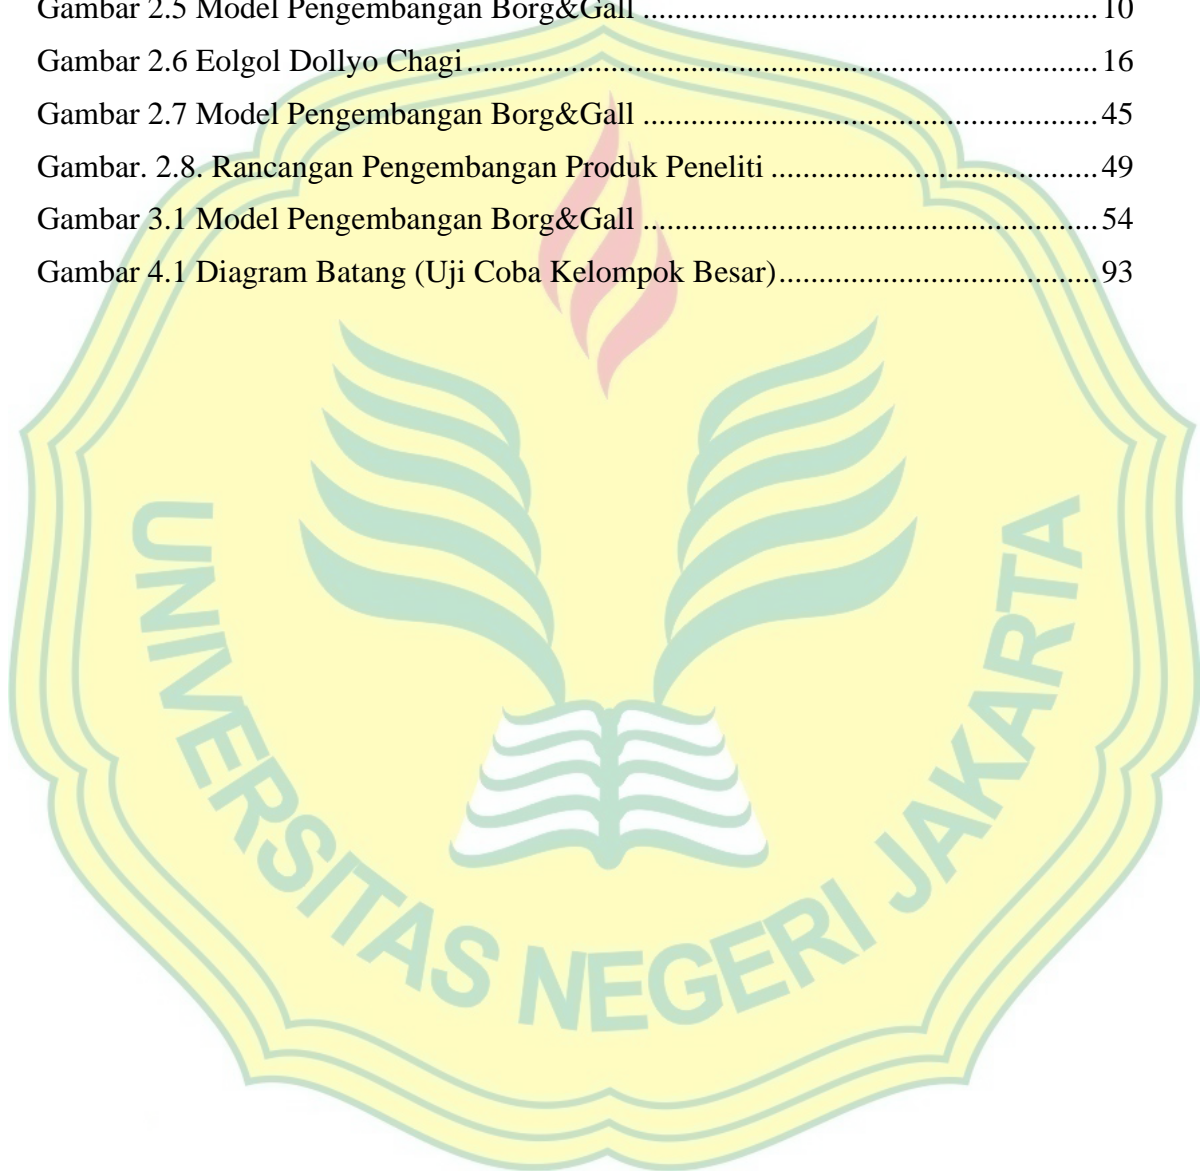 Gambar 2.5 Model Pengembangan Borg&Gall ........................................................ 10
Gambar 2.6 Eolgol Dollyo Chagi .............................................................................. 16
Gambar 2.7 Model Pengembangan Borg&Gall ........................................................ 45
Gambar. 2.8. Rancangan Pengembangan Produk Peneliti ........................................ 49
Gambar 3.1 Model Pengembangan Borg&Gall ........................................................ 54
Gambar 4.1 Diagram Batang (Uji Coba Kelompok Besar) ....................................... 93
UNIVERSITAS NEGERI JAKARTA